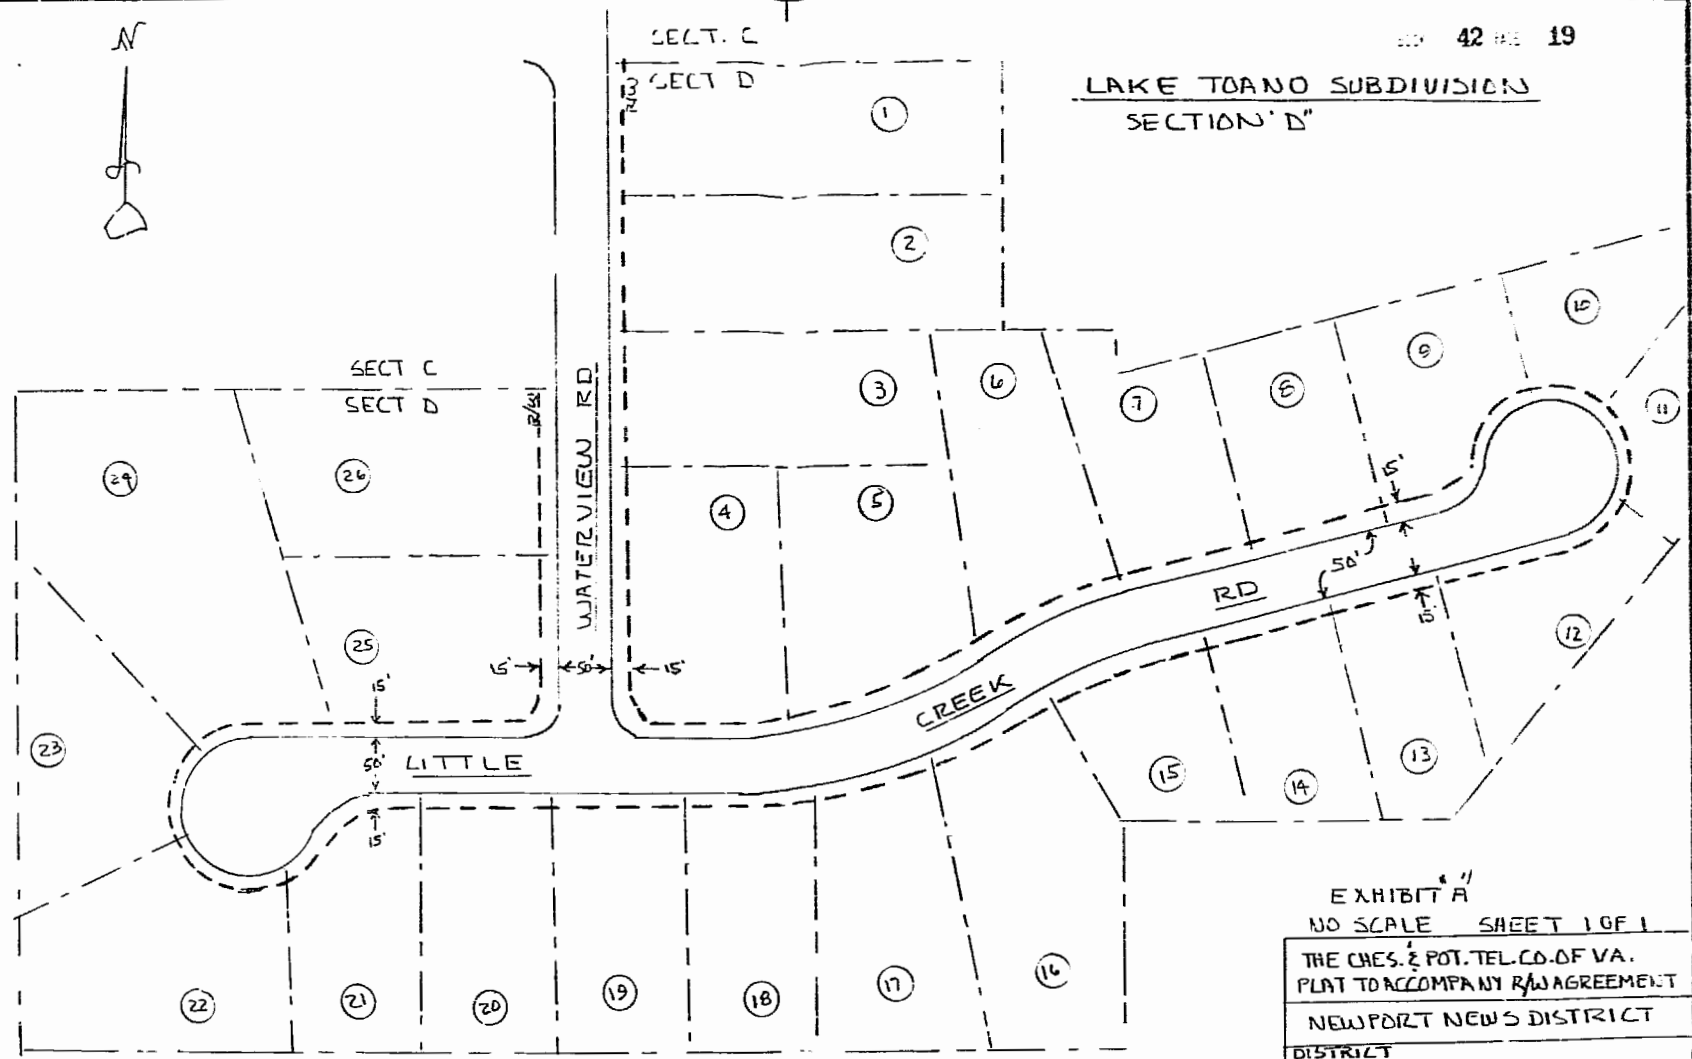 N
SECT. C
SECT D
R/W
42 19
LAKE TOANO SUBDIVISION
SECTION "D"
1
2
3
4
5
6
7
8
9
10
11
SECT C
SECT D
R/W
WATERVIEW RD
29
26
25
23
15'
50'
15'
15'
50'
15'
LITTLE
CREEK
RD
15'
50'
15'
12
13
14
15
16
17
18
19
20
21
22
EXHIBIT "A"
NO SCALE SHEET 1 OF 1
THE CHES. & POT. TEL. CO. OF VA.
PLAT TO ACCOMPANY R/W AGREEMENT
NEWPORT NEWS DISTRICT
DISTRICT